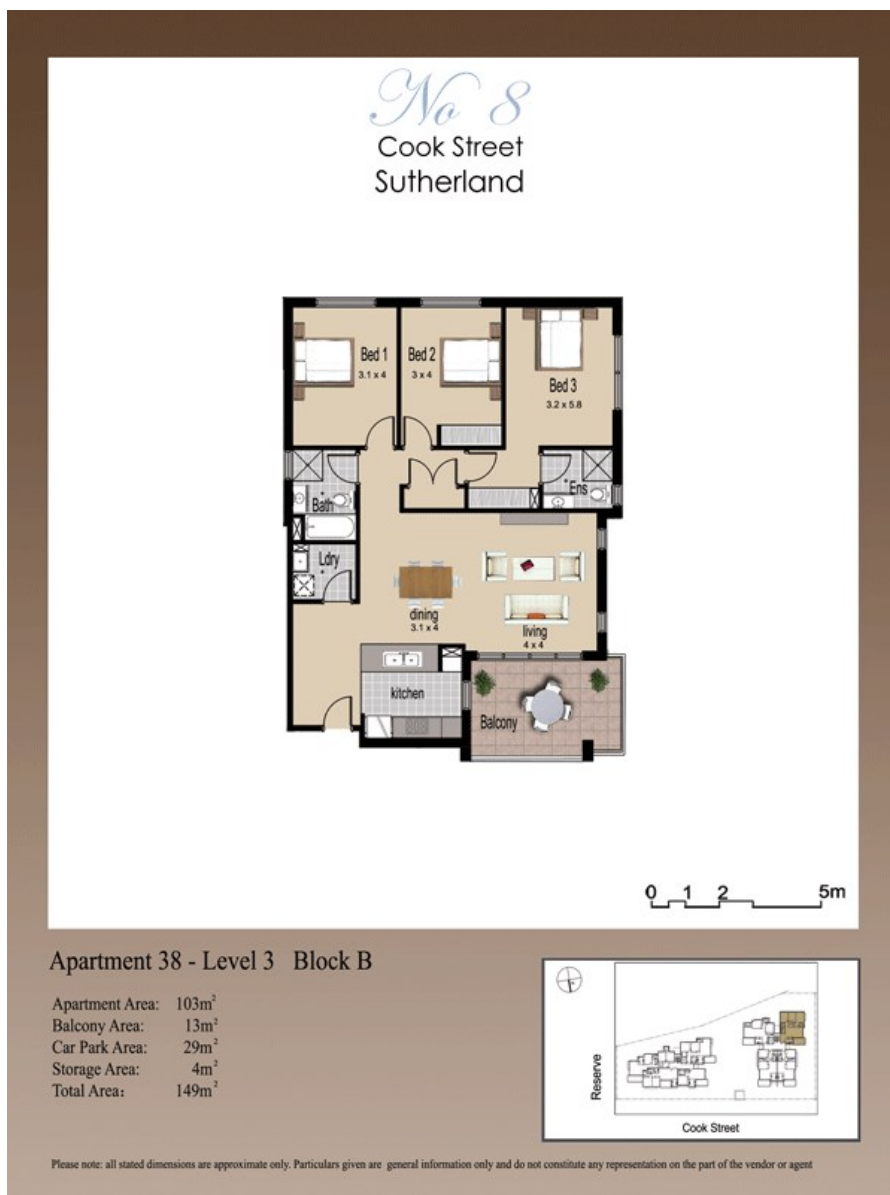 No 8
Cook Street
Sutherland
Bed 1
3.1 x 4
Bed 2
3 x 4
Bed 3
3.2 x 5.8
Bath
Ens
Ldry
dining
3.1 x 4
living
4 x 4
kitchen
Balcony
0 1 2 5m
Apartment 38 - Level 3 Block B
Apartment Area: 103m²
Balcony Area: 13m²
Car Park Area: 29m²
Storage Area: 4m²
Total Area: 149m²
Reserve
Cook Street
Please note: all stated dimensions are approximate only. Particulars given are general information only and do not constitute any representation on the part of the vendor or agent